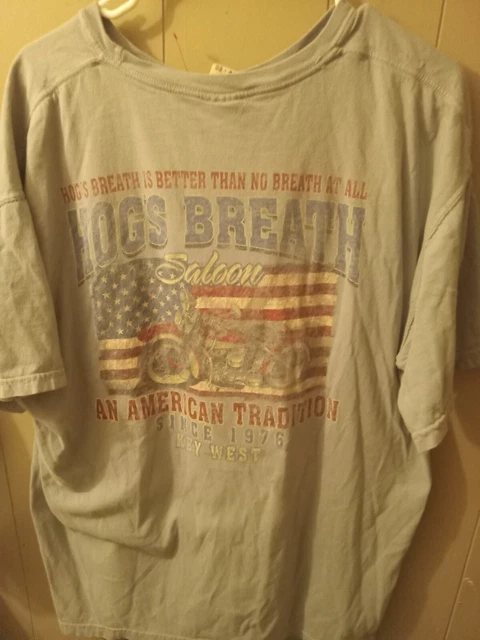 HOG'S BREATH IS BETTER THAN NO BREATH AT ALL
HOG'S BREATH
Saloon
AN AMERICAN TRADITION
SINCE 1976
KEY WEST